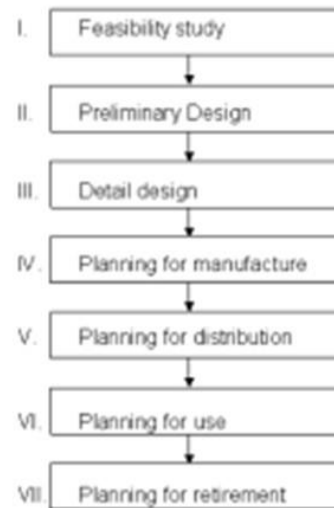 I. Feasibility study
II. Preliminary Design
III. Detail design
IV. Planning for manufacture
V. Planning for distribution
VI. Planning for use
VII. Planning for retirement